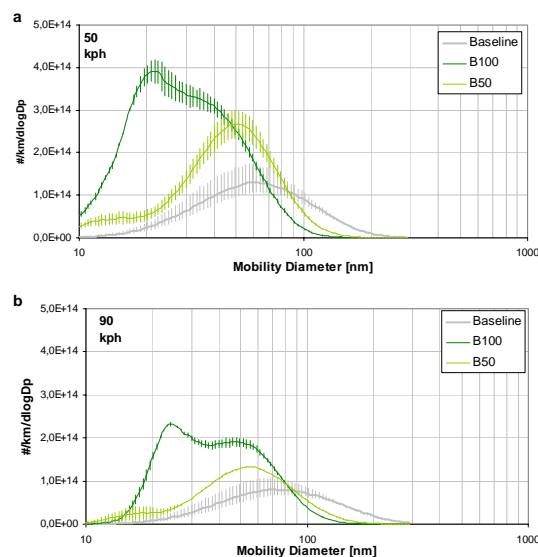 a
50
kph
Baseline
B100
B50
5,0E+14
4,0E+14
3,0E+14
2,0E+14
1,0E+14
0,0E+00
#/km/dlogDp
10
100
1000
Mobility Diameter [nm]
b
90
kph
Baseline
B100
B50
5,0E+14
4,0E+14
3,0E+14
2,0E+14
1,0E+14
0,0E+00
#/km/dlogDp
10
100
1000
Mobility Diameter [nm]